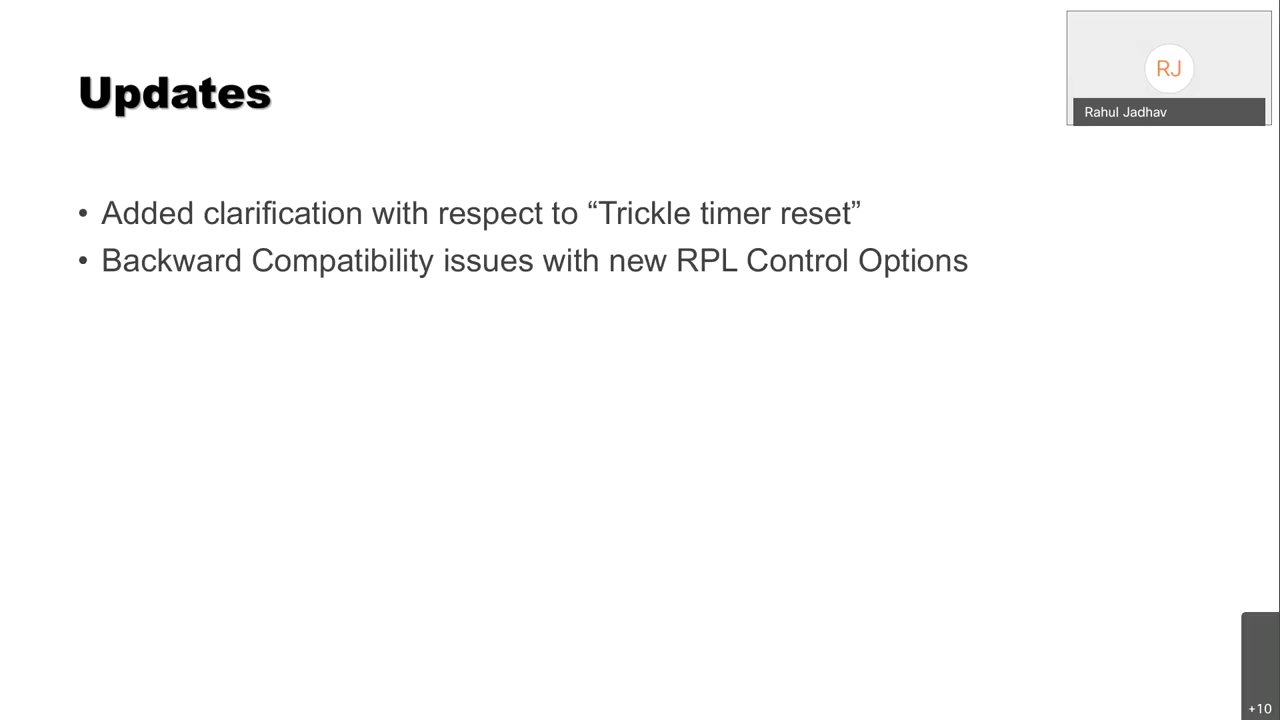 Updates
RJ
Rahul Jadhav
• Added clarification with respect to “Trickle timer reset”
• Backward Compatibility issues with new RPL Control Options
+10